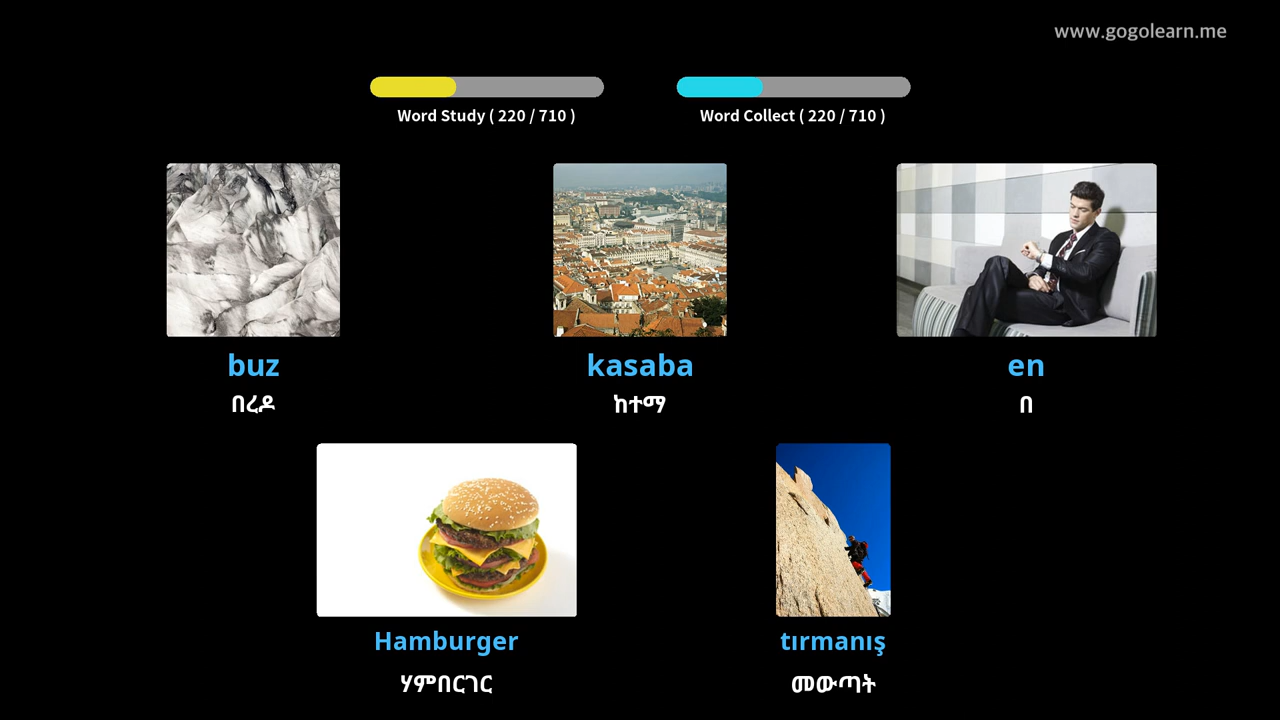 www.gogolearn.me
Word Study ( 220 / 710 )
Word Collect ( 220 / 710 )
buz
በረዶ
kasaba
ከተማ
en
በ
Hamburger
ሃምበርገር
tırmanış
መውጣት